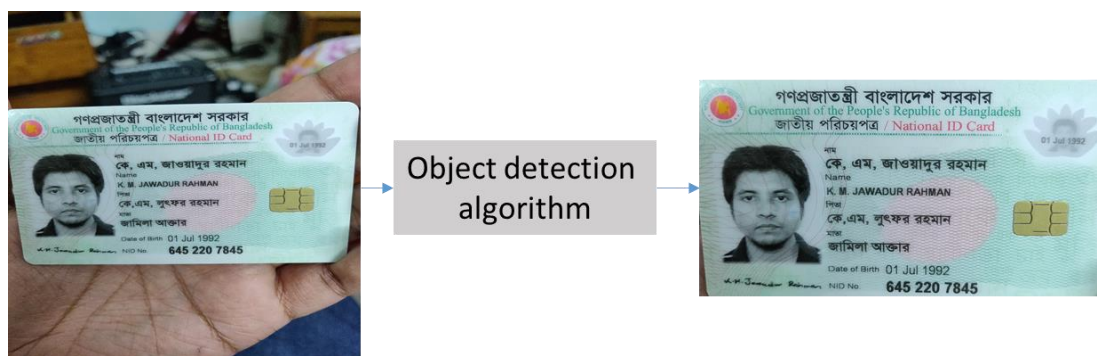 গণপ্রজাতন্ত্রী বাংলাদেশ সরকার
Government of the People's Republic of Bangladesh
জাতীয় পরিচয়পত্র / National ID Card
01 Jul 1992
নাম
কে, এম, জাওয়াদুর রহমান
Name
K. M. JAWADUR RAHMAN
পিতা
কে,এম, লুৎফর রহমান
মাতা
জামিলা আক্তার
Date of Birth 01 Jul 1992
NID No. 645 220 7845
Object detection
algorithm
গণপ্রজাতন্ত্রী বাংলাদেশ সরকার
Government of the People's Republic of Bangladesh
জাতীয় পরিচয়পত্র / National ID Card
01 Jul 1992
নাম
কে, এম, জাওয়াদুর রহমান
Name
K. M. JAWADUR RAHMAN
পিতা
কে,এম, লুৎফর রহমান
মাতা
জামিলা আক্তার
Date of Birth 01 Jul 1992
NID No. 645 220 7845